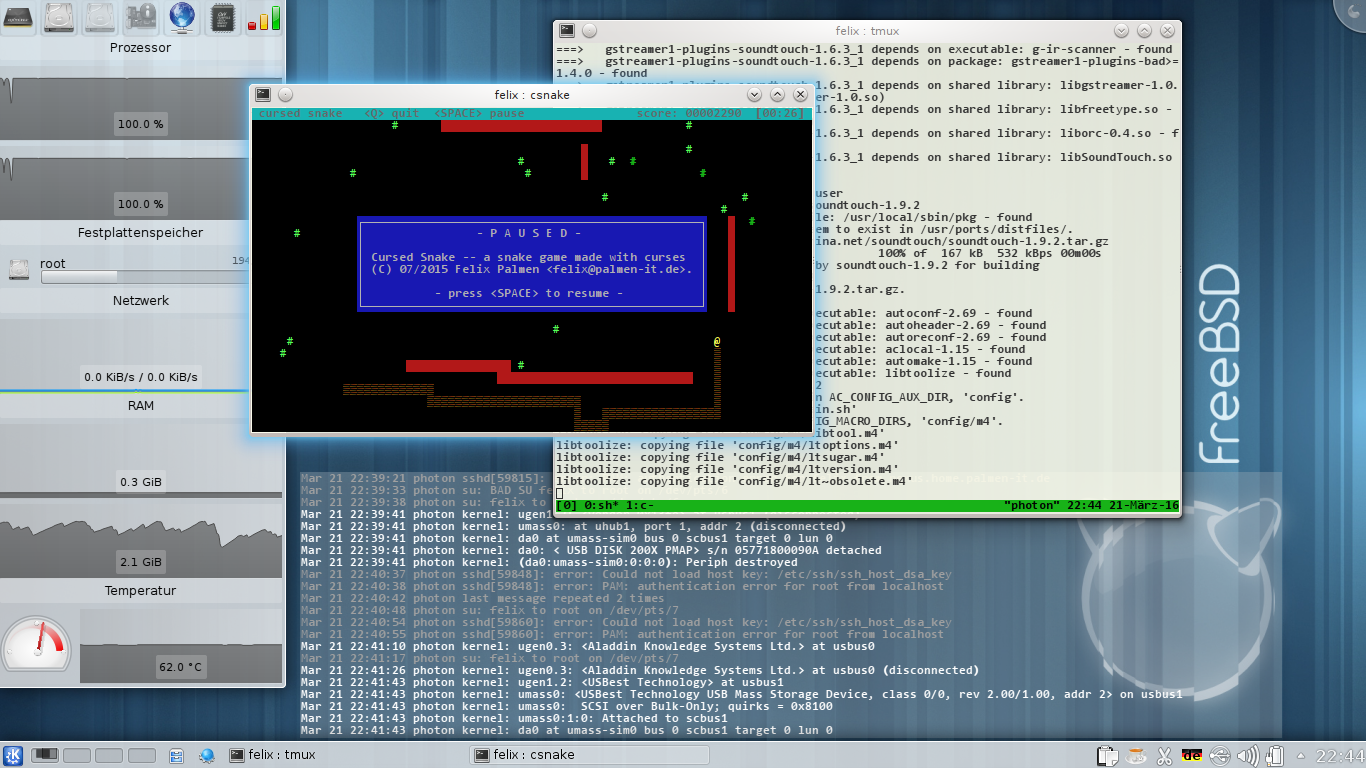 Prozessor
100.0 %
100.0 %
Festplattenspeicher
root
194
Netzwerk
0.0 KiB/s / 0.0 KiB/s
RAM
0.3 GiB
2.1 GiB
Temperatur
62.0 °C
felix : csnake
cursed snake <Q> quit <SPACE> pause score: 00002290 [00:26]
- P A U S E D -
Cursed Snake -- a snake game made with curses
(C) 07/2015 Felix Palmen <felix@palmen-it.de>.
- press <SPACE> to resume -
felix : tmux
===> gstreamer1-plugins-soundtouch-1.6.3_1 depends on executable: g-ir-scanner - found
===> gstreamer1-plugins-soundtouch-1.6.3_1 depends on package: gstreamer1-plugins-bad>=
1.4.0 - found
1.6.3_1 depends on shared library: libgstreamer-1.0.
er-1.0.so)
1.6.3_1 depends on shared library: libfreetype.so -
1.6.3_1 depends on shared library: liborc-0.4.so - f
1.6.3_1 depends on shared library: libSoundTouch.so
user
soundtouch-1.9.2
le: /usr/local/sbin/pkg - found
em to exist in /usr/ports/distfiles/.
ina.net/soundtouch/soundtouch-1.9.2.tar.gz
100% of 167 kB 532 kBps 00m00s
by soundtouch-1.9.2 for building
1.9.2.tar.gz.
ecutable: autoconf-2.69 - found
ecutable: autoheader-2.69 - found
ecutable: autoreconf-2.69 - found
ecutable: aclocal-1.15 - found
ecutable: automake-1.15 - found
ecutable: libtoolize - found
2
n AC_CONFIG_AUX_DIR, 'config'.
in.sh'
IG_MACRO_DIRS, 'config/m4'.
ibtool.m4'
libtoolize: copying file 'config/m4/ltoptions.m4'
libtoolize: copying file 'config/m4/ltsugar.m4'
libtoolize: copying file 'config/m4/ltversion.m4'
libtoolize: copying file 'config/m4/lt~obsolete.m4'
[0] 0:sh* 1:c- "photon" 22:44 21-März-16
freeBSD
Mar 21 22:39:21 photon sshd[59815]:
Mar 21 22:39:33 photon su: BAD SU fe
Mar 21 22:39:38 photon su: felix to
Mar 21 22:39:41 photon kernel: ugen1
Mar 21 22:39:41 photon kernel: umass0: at uhub1, port 1, addr 2 (disconnected)
Mar 21 22:39:41 photon kernel: da0 at umass-sim0 bus 0 scbus1 target 0 lun 0
Mar 21 22:39:41 photon kernel: da0: < USB DISK 200X PMAP> s/n 05771800090A detached
Mar 21 22:39:41 photon kernel: (da0:umass-sim0:0:0:0): Periph destroyed
Mar 21 22:40:37 photon sshd[59848]: error: Could not load host key: /etc/ssh/ssh_host_dsa_key
Mar 21 22:40:38 photon sshd[59848]: error: PAM: authentication error for root from localhost
Mar 21 22:40:42 photon last message repeated 2 times
Mar 21 22:40:48 photon su: felix to root on /dev/pts/7
Mar 21 22:40:54 photon sshd[59860]: error: Could not load host key: /etc/ssh/ssh_host_dsa_key
Mar 21 22:40:55 photon sshd[59860]: error: PAM: authentication error for root from localhost
Mar 21 22:41:10 photon kernel: ugen0.3: <Aladdin Knowledge Systems Ltd.> at usbus0
Mar 21 22:41:17 photon su: felix to root on /dev/pts/7
Mar 21 22:41:26 photon kernel: ugen0.3: <Aladdin Knowledge Systems Ltd.> at usbus0 (disconnected)
Mar 21 22:41:43 photon kernel: ugen1.2: <USBest Technology> at usbus1
Mar 21 22:41:43 photon kernel: umass0: <USBest Technology USB Mass Storage Device, class 0/0, rev 2.00/1.00, addr 2> on usbus1
Mar 21 22:41:43 photon kernel: umass0: SCSI over Bulk-Only; quirks = 0x8100
Mar 21 22:41:43 photon kernel: umass0:1:0: Attached to scbus1
Mar 21 22:41:43 photon kernel: da0 at umass-sim0 bus 0 scbus1 target 0 lun 0
felix : tmux
felix : csnake
de
22:44